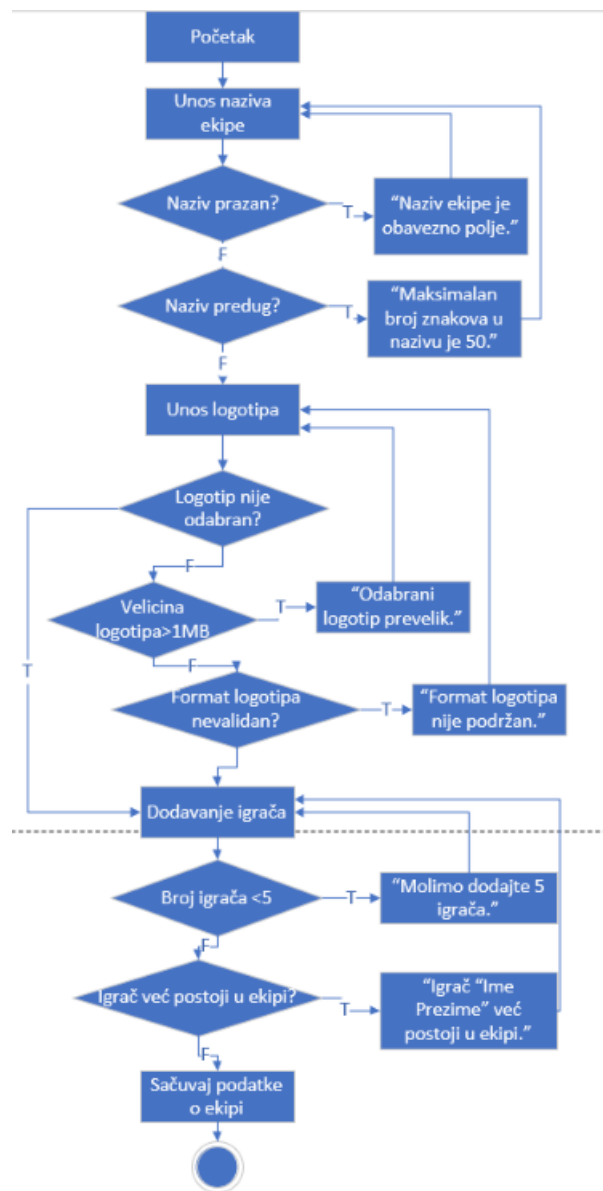 Početak
Unos naziva
ekipe
Naziv prazan?
T
“Naziv ekipe je
obavezno polje.”
F
Naziv predug?
T
“Maksimalan
broj znakova u
nazivu je 50.”
F
Unos logotipa
Logotip nije
odabran?
F
Velicina
logotipa>1MB
T
“Odabrani
logotip prevelik.”
T
F
Format logotipa
nevalidan?
T
“Format logotipa
nije podržan.”
Dodavanje igrača
Broj igrača <5
T
“Molimo dodajte 5
igrača.”
F
Igrač već postoji u ekipi?
T
“Igrač “Ime
Prezime” već
postoji u ekipi.”
F
Sačuvaj podatke
o ekipi